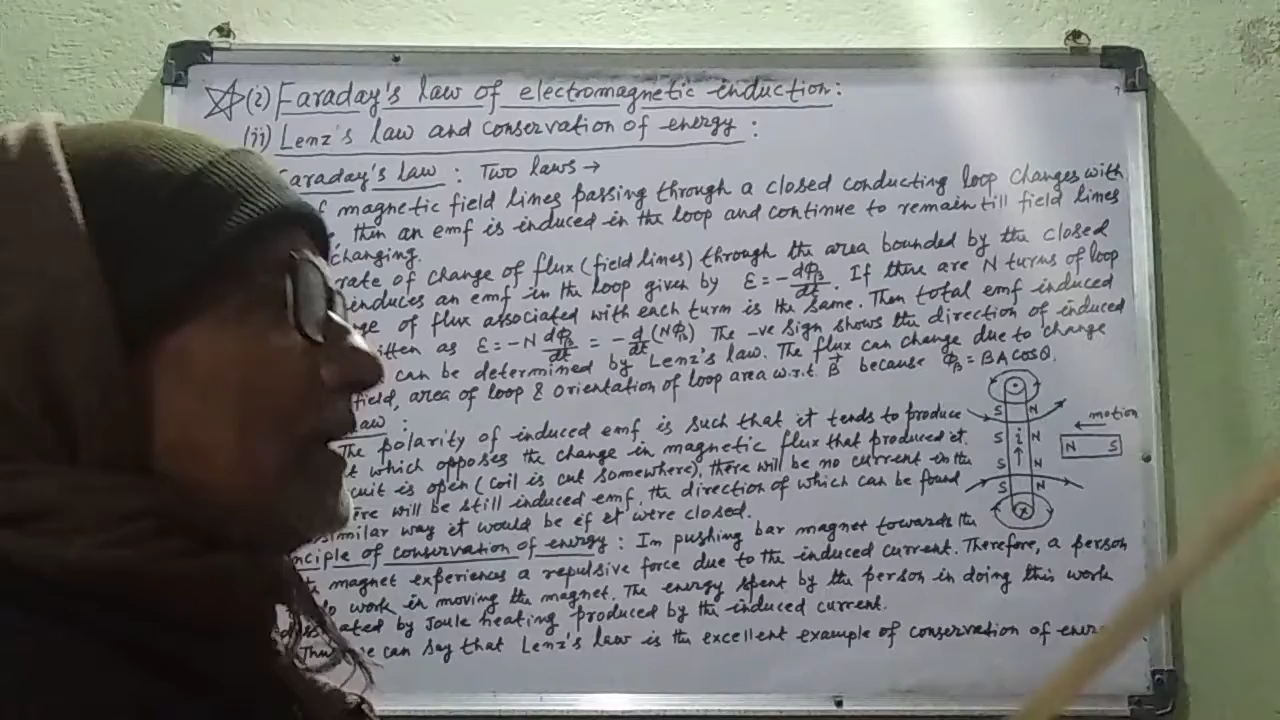 (i) Faraday's law of electromagnetic induction:
(ii) Lenz's law and conservation of energy:
Faraday's law: Two laws →
magnetic field lines passing through a closed conducting loop changes with
then an emf is induced in the loop and continue to remain till field lines
changing.
rate of change of flux (field lines) through the area bounded by the closed
induces an emf in the loop given by ε = -dΦB/dt. If there are N turns of loop
of flux associated with each turn is the same. Then total emf induced
as ε = -N dΦB/dt = -d/dt (NΦB) The -ve sign shows the direction of induced
can be determined by Lenz's law. The flux can change due to change
field, area of loop & orientation of loop area w.r.t. B⃗ because ΦB = BA cosθ.
law:
The polarity of induced emf is such that it tends to produce
which opposes the change in magnetic flux that produced it.
is open (coil is cut somewhere), there will be no current in the
will be still induced emf, the direction of which can be found
similar way it would be if it were closed.
of conservation of energy: In pushing bar magnet towards the
magnet experiences a repulsive force due to the induced current. Therefore, a person
work in moving the magnet. The energy spent by the person in doing this work
by Joule heating produced by the induced current.
can say that Lenz's law is the excellent example of conservation of
S N
S i N
S N
S N
motion
N S